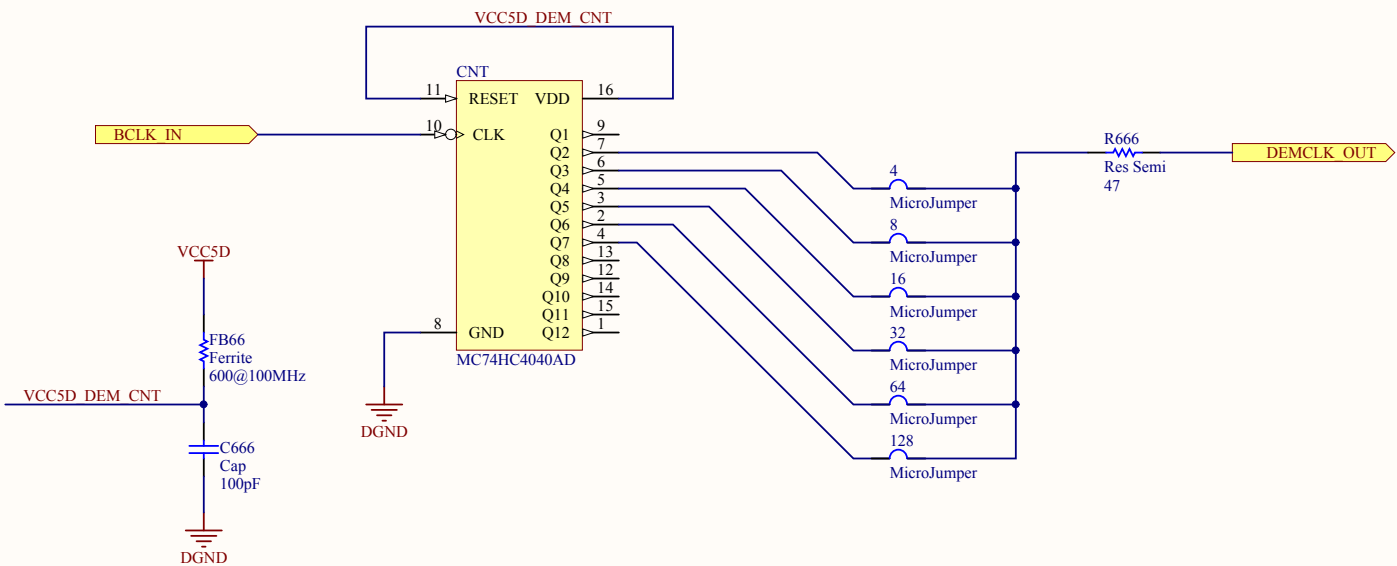 VCC5D_DEM_CNT
CNT
11 RESET VDD 16
BCLK_IN
10 CLK
Q1 9
Q2 7
Q3 6
Q4 5
Q5 3
Q6 2
Q7 4
Q8 13
Q9 12
Q10 14
Q11 15
Q12 1
8 GND
MC74HC4040AD
DGND
4
MicroJumper
8
MicroJumper
16
MicroJumper
32
MicroJumper
64
MicroJumper
128
MicroJumper
R666
Res Semi
47
DEMCLK_OUT
VCC5D
FB66
Ferrite
600@100MHz
VCC5D_DEM_CNT
C666
Cap
100pF
DGND